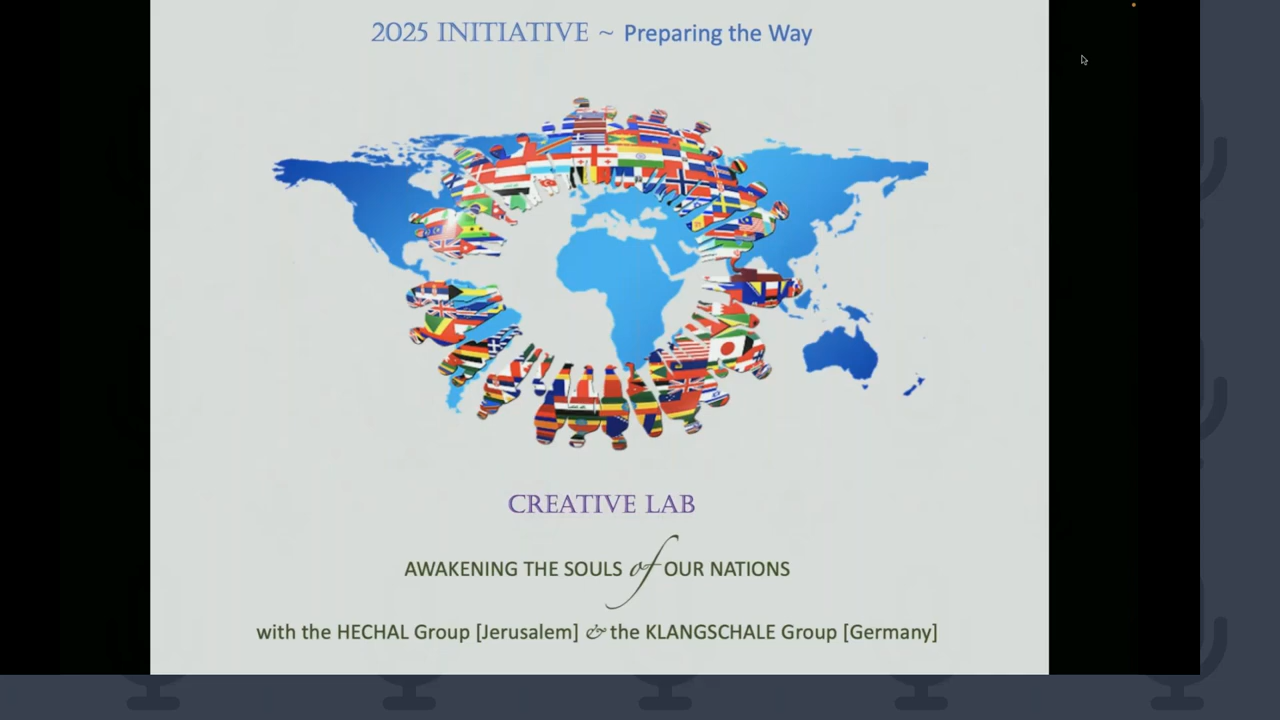 2025 INITIATIVE ~ Preparing the Way
CREATIVE LAB
AWAKENING THE SOULS of OUR NATIONS
with the HECHAL Group [Jerusalem] & the KLANGSCHALE Group [Germany]